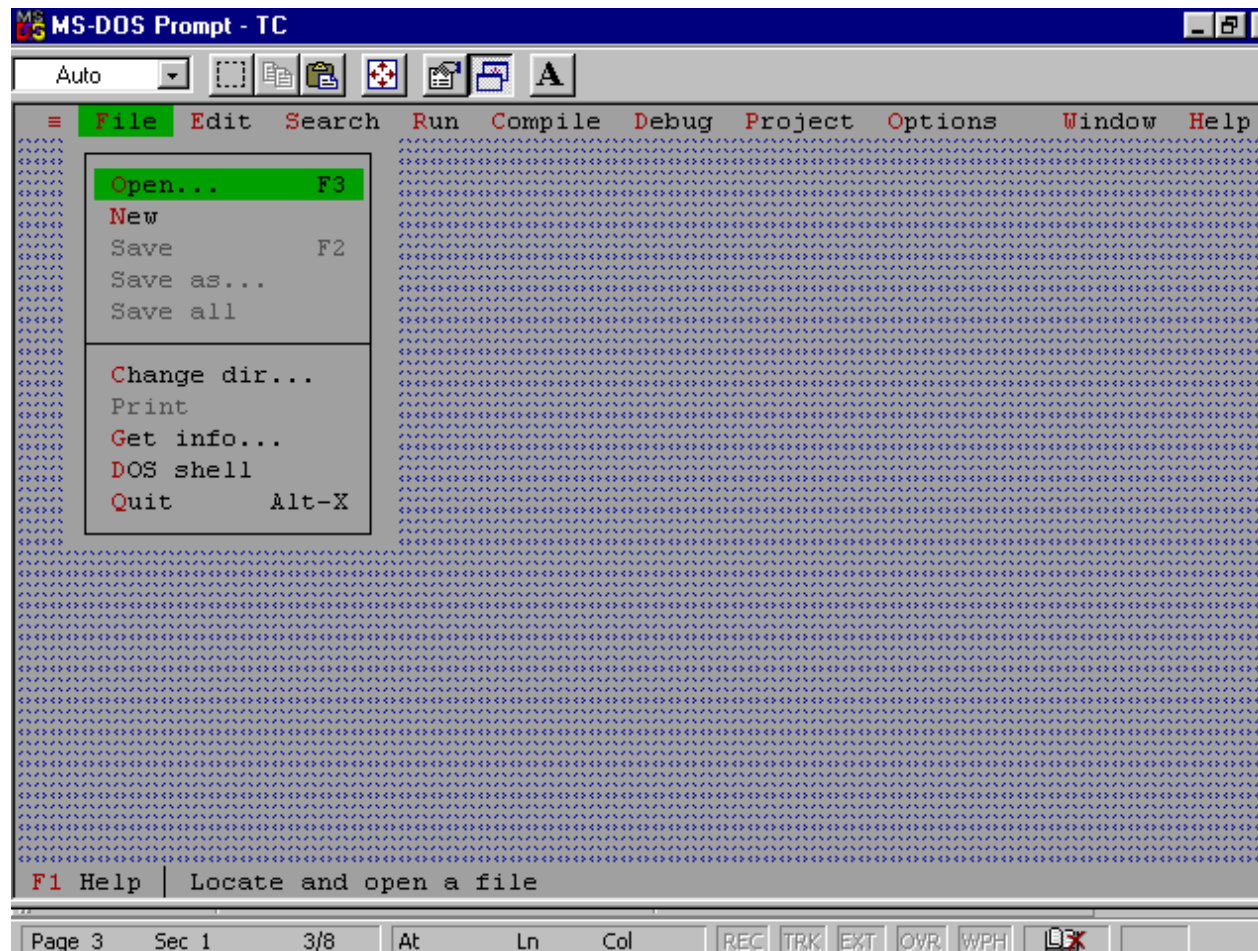 MS-DOS Prompt - TC
Auto A
≡ File Edit Search Run Compile Debug Project Options Window Help
Open... F3
New
Save F2
Save as...
Save all
Change dir...
Print
Get info...
DOS shell
Quit Alt-X
F1 Help | Locate and open a file
Page 3 Sec 1 3/8 At Ln Col REC TRK EXT OVR WPH